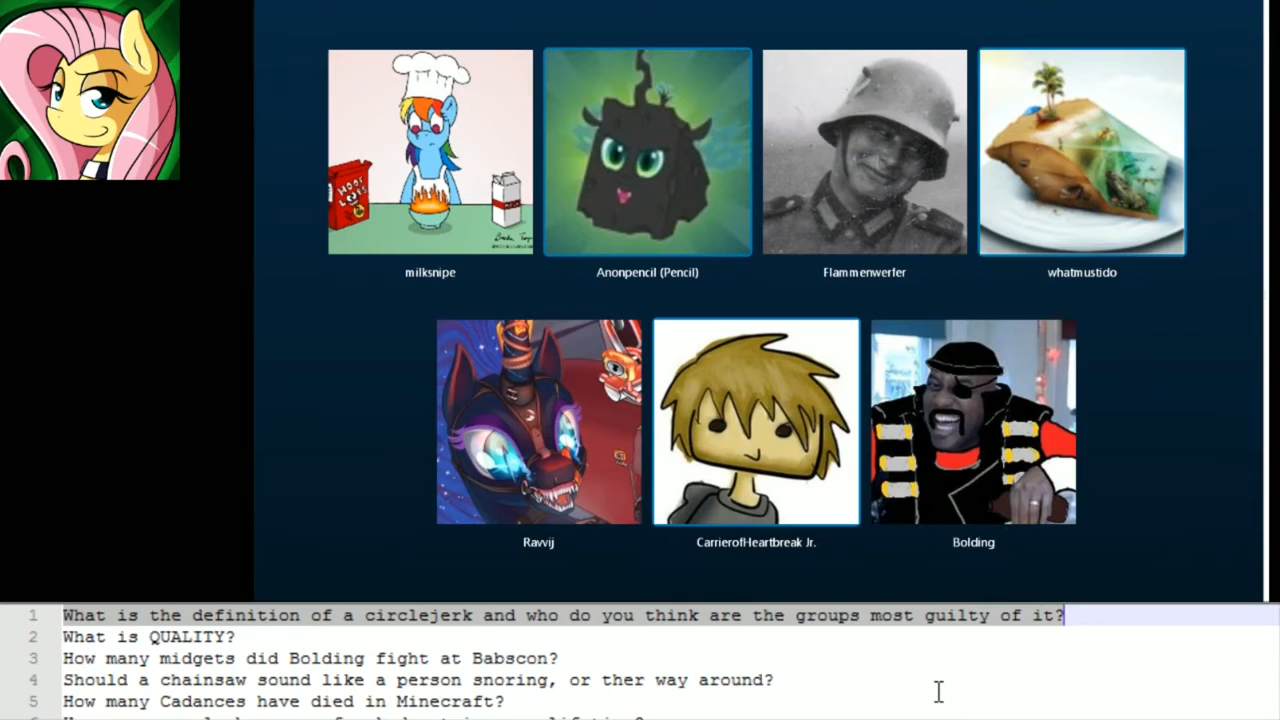 milksnipe
Anonpencil (Pencil)
Flammenwerfer
whatmustido
Ravvij
CarrierofHeartbreak Jr.
Bolding
1 What is the definition of a circlejerk and who do you think are the groups most guilty of it?
2 What is QUALITY?
3 How many midgets did Bolding fight at Babscon?
4 Should a chainsaw sound like a person snoring, or ther way around?
5 How many Cadances have died in Minecraft?